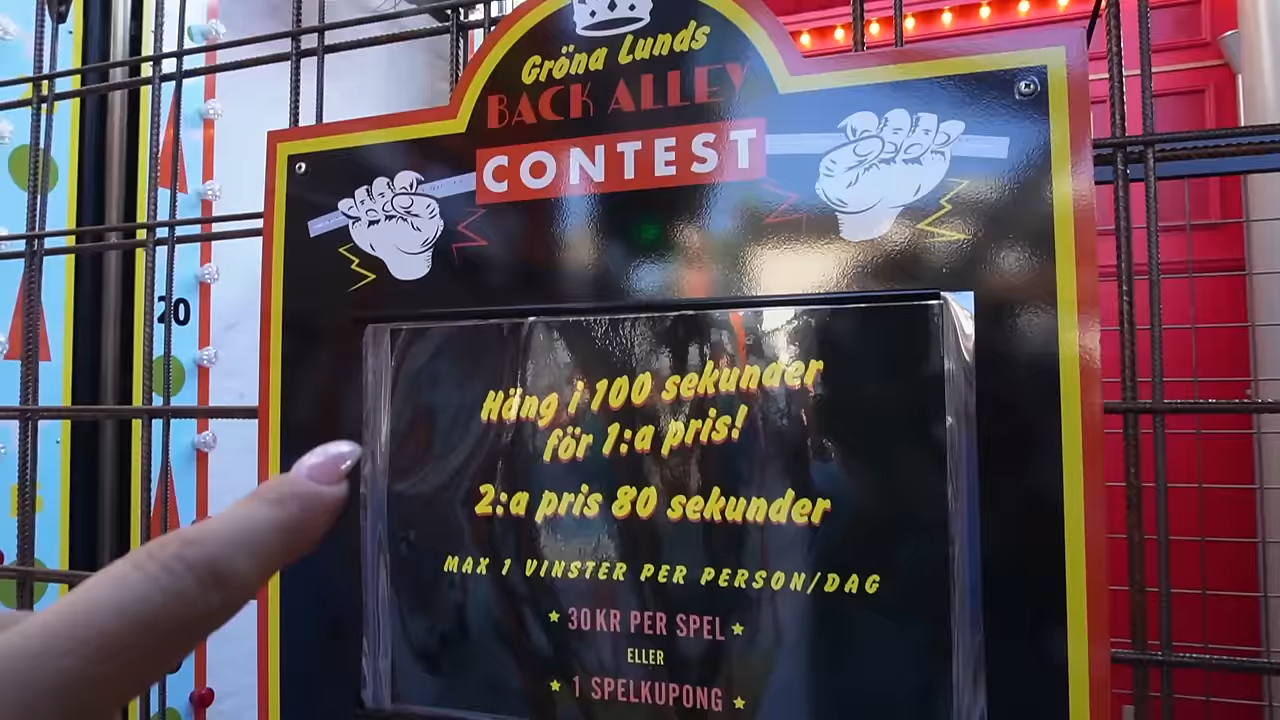 Gröna Lunds
BACK ALLEY
CONTEST
20
Häng i 100 sekunder
för 1:a pris!
2:a pris 80 sekunder
MAX 1 VINSTER PER PERSON/DAG
30 KR PER SPEL
ELLER
1 SPELKUPONG